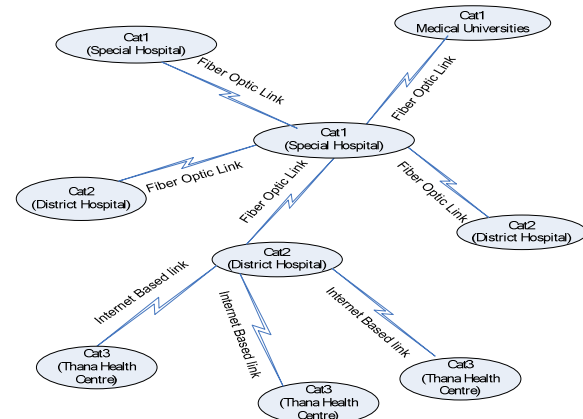 Cat1
(Special Hospital)
Cat1
Medical Universities
Fiber Optic Link
Fiber Optic Link
Cat1
(Special Hospital)
Fiber Optic Link
Fiber Optic Link
Fiber Optic Link
Cat2
(District Hospital)
Cat2
(District Hospital)
Cat2
(District Hospital)
Internet Based link
Internet Based link
Internet Based link
Cat3
(Thana Health
Centre)
Cat3
(Thana Health
Centre)
Cat3
(Thana Health
Centre)